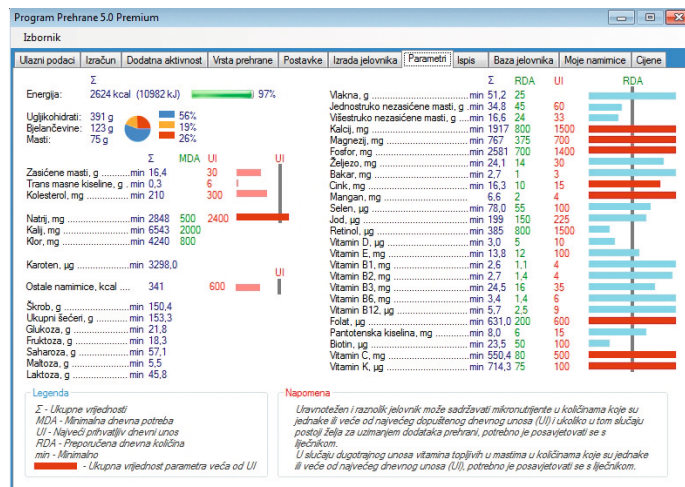 Program Prehrane 5.0 Premium
Izbornik
Ulazni podaci Izračun Dodatna aktivnost Vrsta prehrane Postavke Izrada jelovnika Parametri Ispis Baza jelovnika Moje namirnice Cijene
Σ
Energija: 2624 kcal (10982 kJ) 97%
Ugljikohidrati: 391 g 56%
Bjelančevine: 123 g 19%
Masti: 75 g 26%
Σ MDA UI UI
Zasićene masti, g ...... min 16,4 30
Trans masne kiseline, g . min 0,3 6
Kolesterol, mg ............ min 210 300
Natrij, mg .................. min 2848 500 2400
Kalij, mg .................... min 6543 2000
Klor, mg ..................... min 4240 800
Karoten, µg ................ min 3298,0
UI
Ostale namirnice, kcal .... 341 600
Škrob, g ..................... min 150,4
Ukupni šećeri, g .......... min 153,3
Glukoza, g .................. min 21,8
Fruktoza, g ................. min 18,3
Saharoza, g ................ min 57,1
Maltoza, g .................. min 5,5
Laktoza, g .................. min 45,8
Σ RDA UI RDA
Vlakna, g .................................... min 51,2 25
Jednostruko nezasićene masti, g . min 34,8 45 60
Višestruko nezasićene masti, g .... min 16,6 24 33
Kalcij, mg .................................... min 1917 800 1500
Magnezij, mg ............................... min 767 375 700
Fosfor, mg ................................... min 2581 700 1400
Željezo, mg .................................. min 24,1 14 30
Bakar, mg .................................... min 2,7 1 3
Cink, mg ...................................... min 16,3 10 15
Mangan, mg ................................. 6,6 2 4
Selen, µg ..................................... min 78,0 55 100
Jod, µg ........................................ min 199 150 225
Retinol, µg ................................... min 385 800 1500
Vitamin D, µg ............................... min 3,0 5 10
Vitamin E, mg .............................. min 13,8 12 100
Vitamin B1, mg ............................ min 2,6 1,1 4
Vitamin B2, mg ............................ min 2,7 1,4 4
Vitamin B3, mg ............................ min 24,5 16 35
Vitamin B6, mg ............................ min 3,4 1,4 6
Vitamin B12, µg ........................... min 5,7 2,5 9
Folat, µg ...................................... min 631,0 200 600
Pantotenska kiselina, mg ............. min 8,0 6 15
Biotin, µg ..................................... min 23,5 50 100
Vitamin C, mg .............................. min 550,4 80 500
Vitamin K, µg ............................... min 714,3 75 100
Legenda
Σ - Ukupne vrijednosti
MDA - Minimalna dnevna potreba
UI - Najveći prihvatljiv dnevni unos
RDA - Preporučena dnevna količina
min - Minimalno
- Ukupna vrijednost parametra veća od UI
Napomena
Uravnotežen i raznolik jelovnik može sadržavati mikronutrijente u količinama koje su
jednake ili veće od najvećeg dopuštenog dnevnog unosa (UI) i ukoliko u tom slučaju
postoji želja za uzimanjem dodataka prehrani, potrebno je posavjetovati se s
liječnikom.
U slučaju dugotrajnog unosa vitamina topljivih u mastima u količinama koje su jednake
ili veće od najvećeg dnevnog unosa (UI), potrebno je posavjetovati se s liječnikom.